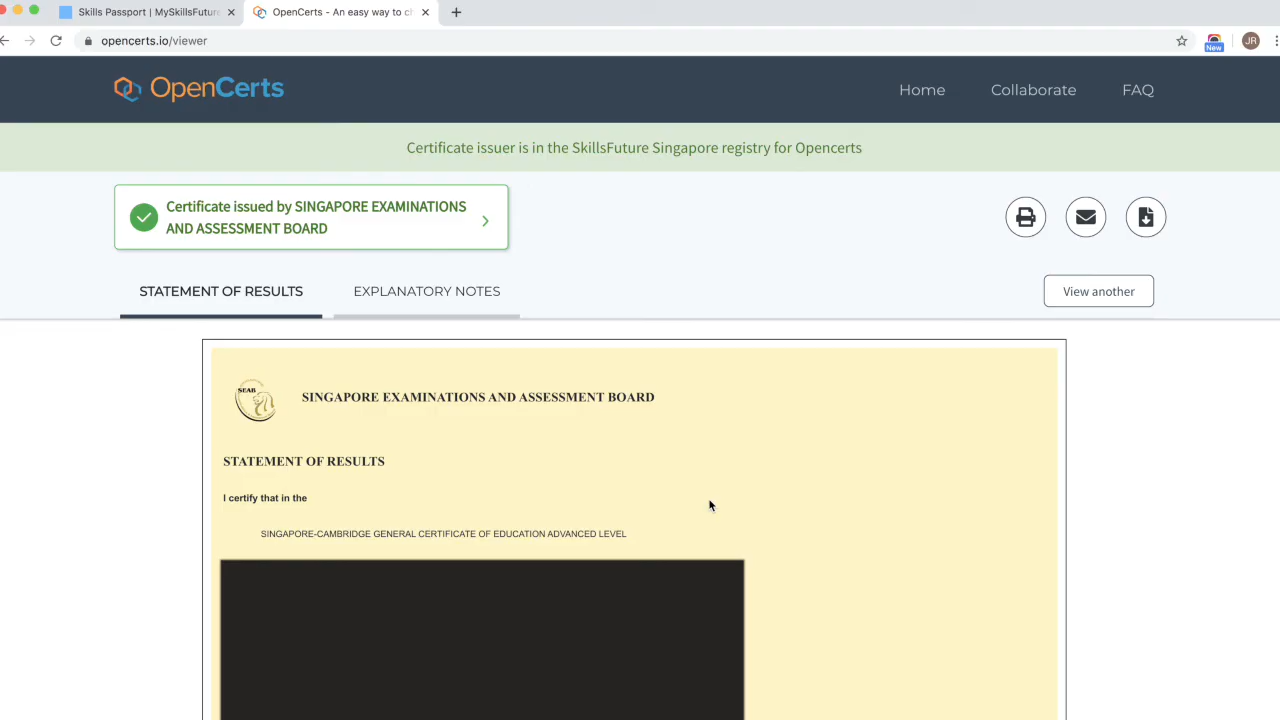 Skills Passport | MySkillsFuture
OpenCerts - An easy way to ch
opencerts.io/viewer
New
JR
OpenCerts
Home
Collaborate
FAQ
Certificate issuer is in the SkillsFuture Singapore registry for Opencerts
Certificate issued by SINGAPORE EXAMINATIONS
AND ASSESSMENT BOARD
STATEMENT OF RESULTS
EXPLANATORY NOTES
View another
SEAB
SINGAPORE EXAMINATIONS AND ASSESSMENT BOARD
STATEMENT OF RESULTS
I certify that in the
SINGAPORE-CAMBRIDGE GENERAL CERTIFICATE OF EDUCATION ADVANCED LEVEL